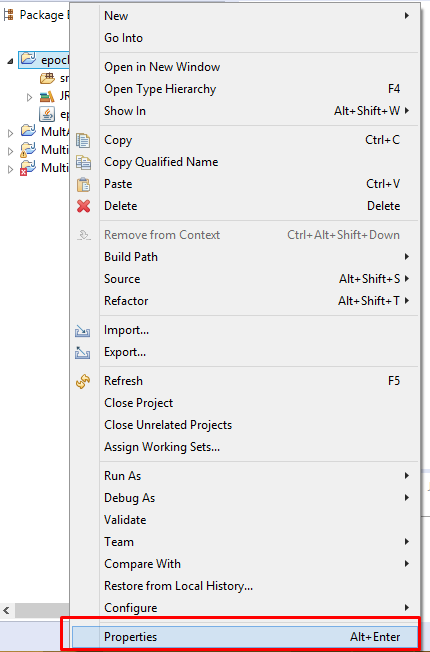 Package E
New
Go Into
epocl
Open in New Window
sr
Open Type Hierarchy F4
JR
Show In Alt+Shift+W
ep
MultA
Copy Ctrl+C
Multi
Copy Qualified Name
Multi
Paste Ctrl+V
Delete Delete
Remove from Context Ctrl+Alt+Shift+Down
Build Path
Source Alt+Shift+S
Refactor Alt+Shift+T
Import...
Export...
Refresh F5
Close Project
Close Unrelated Projects
Assign Working Sets...
Run As
Debug As
Validate
Team
Compare With
Restore from Local History...
Configure
Properties Alt+Enter